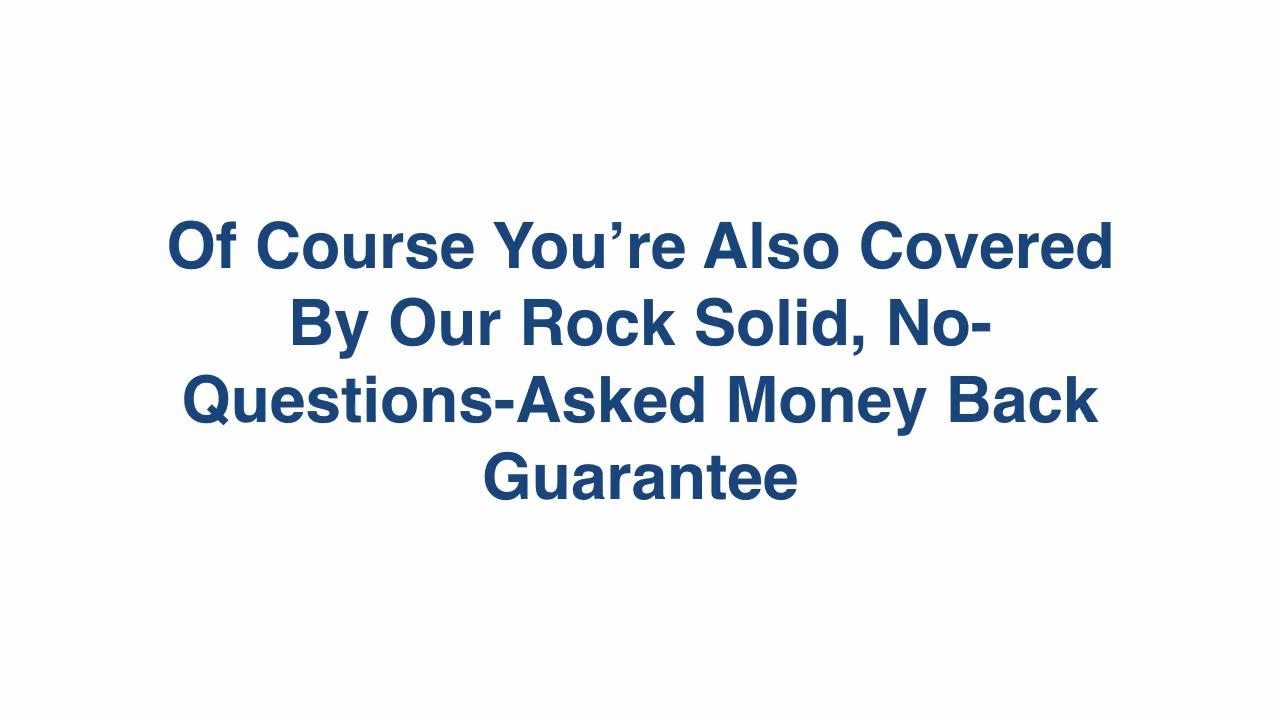 Of Course You’re Also Covered
By Our Rock Solid, No-
Questions-Asked Money Back
Guarantee